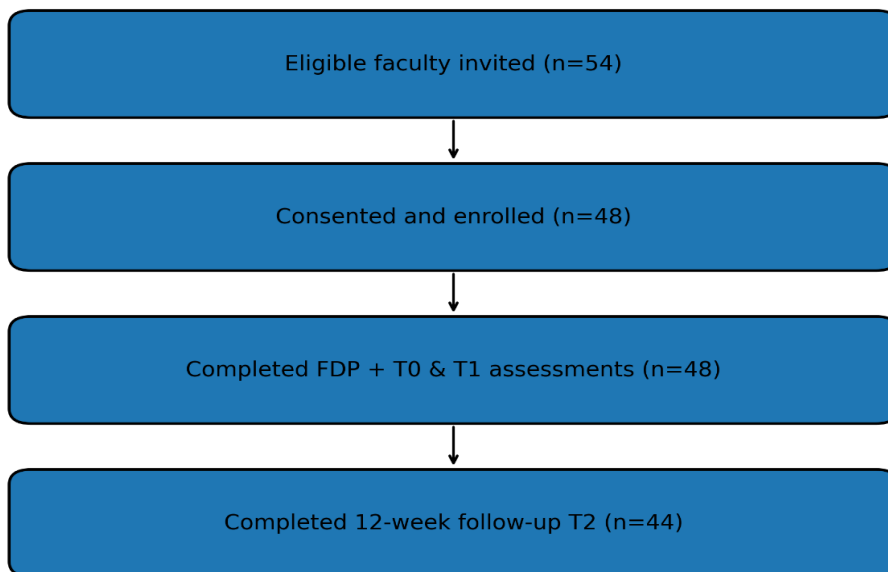 Eligible faculty invited (n=54)
Consented and enrolled (n=48)
Completed FDP + T0 & T1 assessments (n=48)
Completed 12-week follow-up T2 (n=44)